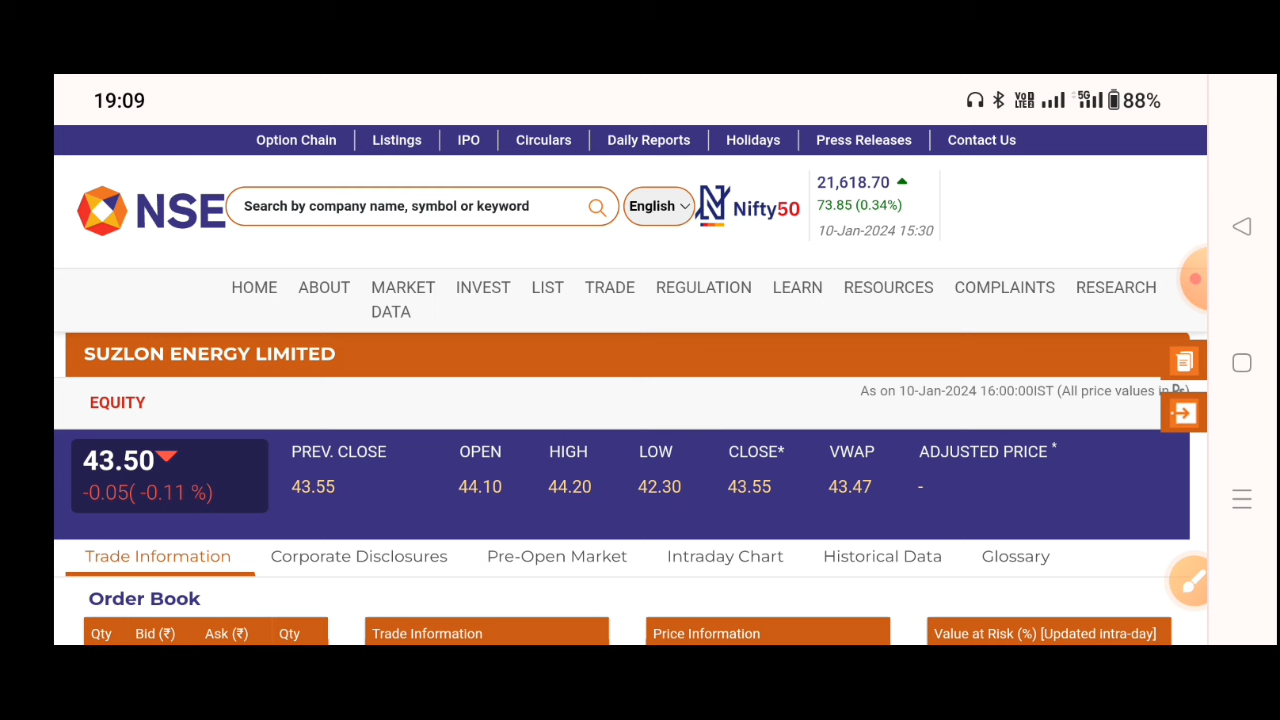 19:09
VoD LTED 5G 88%
Option Chain Listings IPO Circulars Daily Reports Holidays Press Releases Contact Us
NSE
Search by company name, symbol or keyword
English
Nifty50
21,618.70
73.85 (0.34%)
10-Jan-2024 15:30
HOME ABOUT MARKET DATA INVEST LIST TRADE REGULATION LEARN RESOURCES COMPLAINTS RESEARCH
SUZLON ENERGY LIMITED
EQUITY
As on 10-Jan-2024 16:00:00IST (All price values in Rs)
43.50
-0.05( -0.11 %)
PREV. CLOSE OPEN HIGH LOW CLOSE* VWAP ADJUSTED PRICE *
43.55 44.10 44.20 42.30 43.55 43.47 -
Trade Information Corporate Disclosures Pre-Open Market Intraday Chart Historical Data Glossary
Order Book
Qty Bid (₹) Ask (₹) Qty Trade Information Price Information Value at Risk (%) [Updated intra-day]